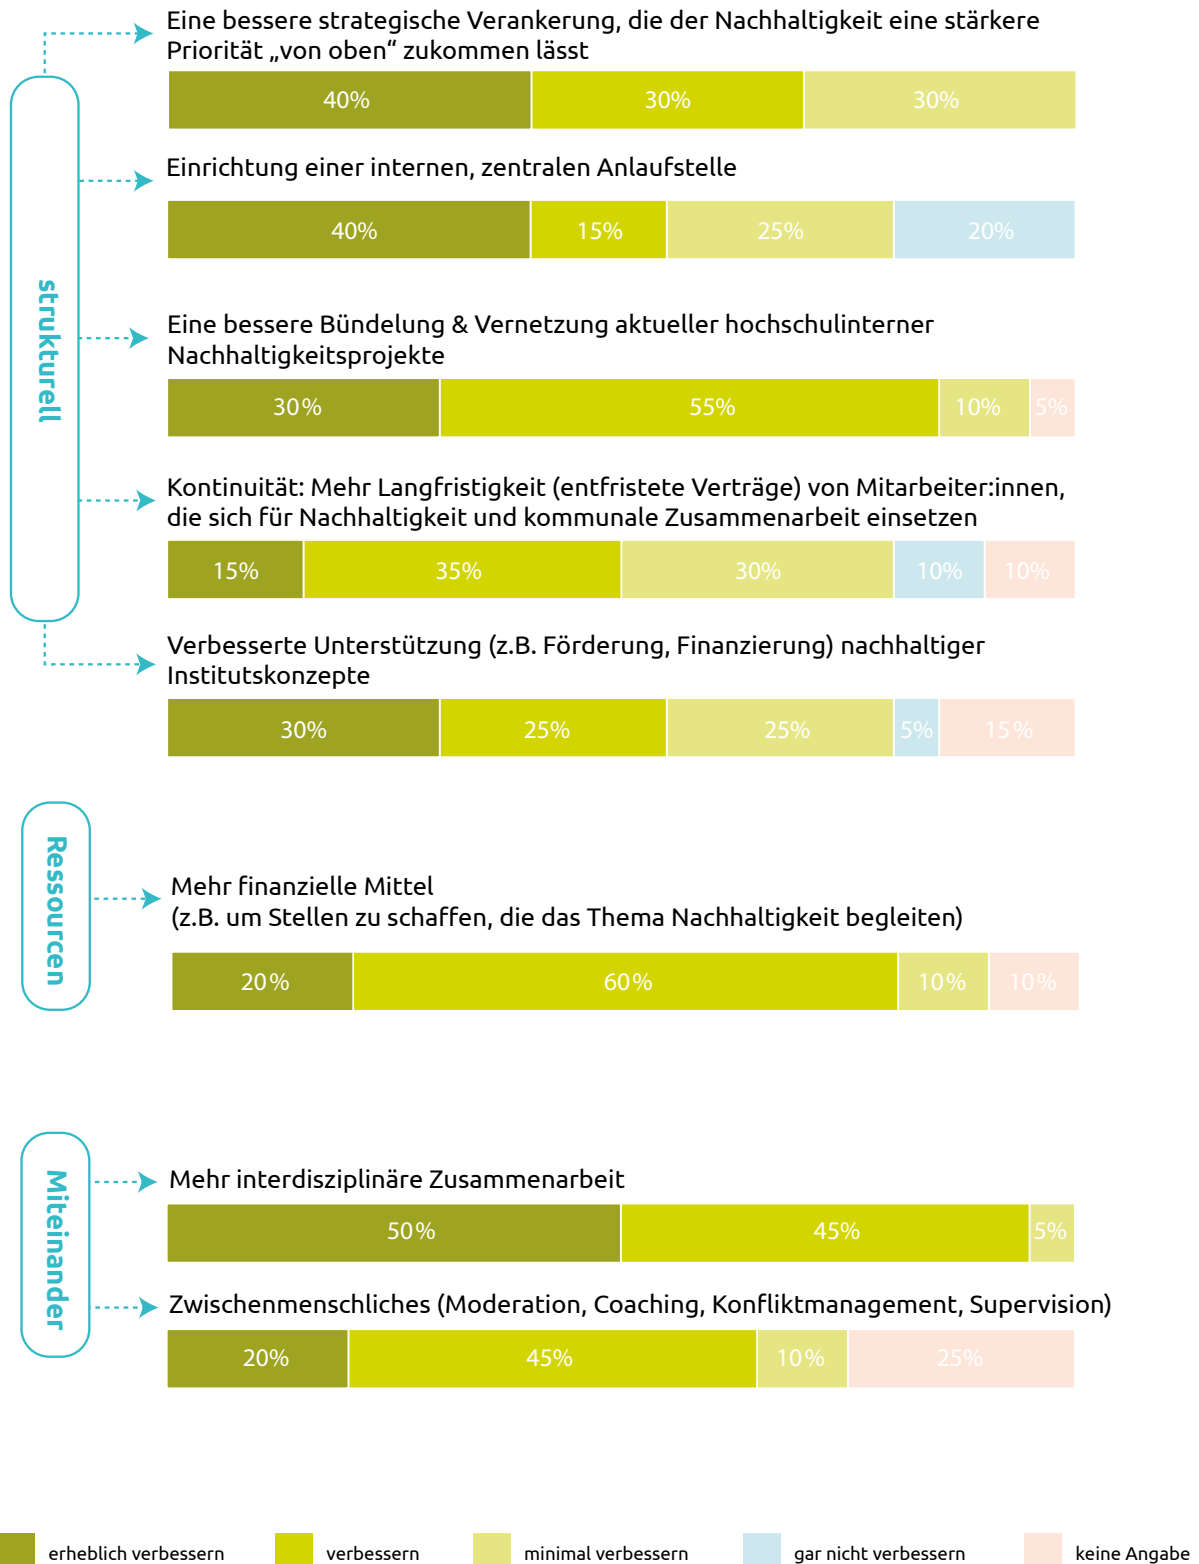 Eine bessere strategische Verankerung, die der Nachhaltigkeit eine stärkere
Priorität „von oben“ zukommen lässt
40% 30% 30%
Einrichtung einer internen, zentralen Anlaufstelle
40% 15% 25% 20%
strukturell
Eine bessere Bündelung & Vernetzung aktueller hochschulinterner
Nachhaltigkeitsprojekte
30% 55% 10% 5%
Kontinuität: Mehr Langfristigkeit (entfristete Verträge) von Mitarbeiter:innen,
die sich für Nachhaltigkeit und kommunale Zusammenarbeit einsetzen
15% 35% 30% 10% 10%
Verbesserte Unterstützung (z.B. Förderung, Finanzierung) nachhaltiger
Institutskonzepte
30% 25% 25% 5% 15%
Ressourcen
Mehr finanzielle Mittel
(z.B. um Stellen zu schaffen, die das Thema Nachhaltigkeit begleiten)
20% 60% 10% 10%
Miteinander
Mehr interdisziplinäre Zusammenarbeit
50% 45% 5%
Zwischenmenschliches (Moderation, Coaching, Konfliktmanagement, Supervision)
20% 45% 10% 25%
erheblich verbessern verbessern minimal verbessern gar nicht verbessern keine Angabe